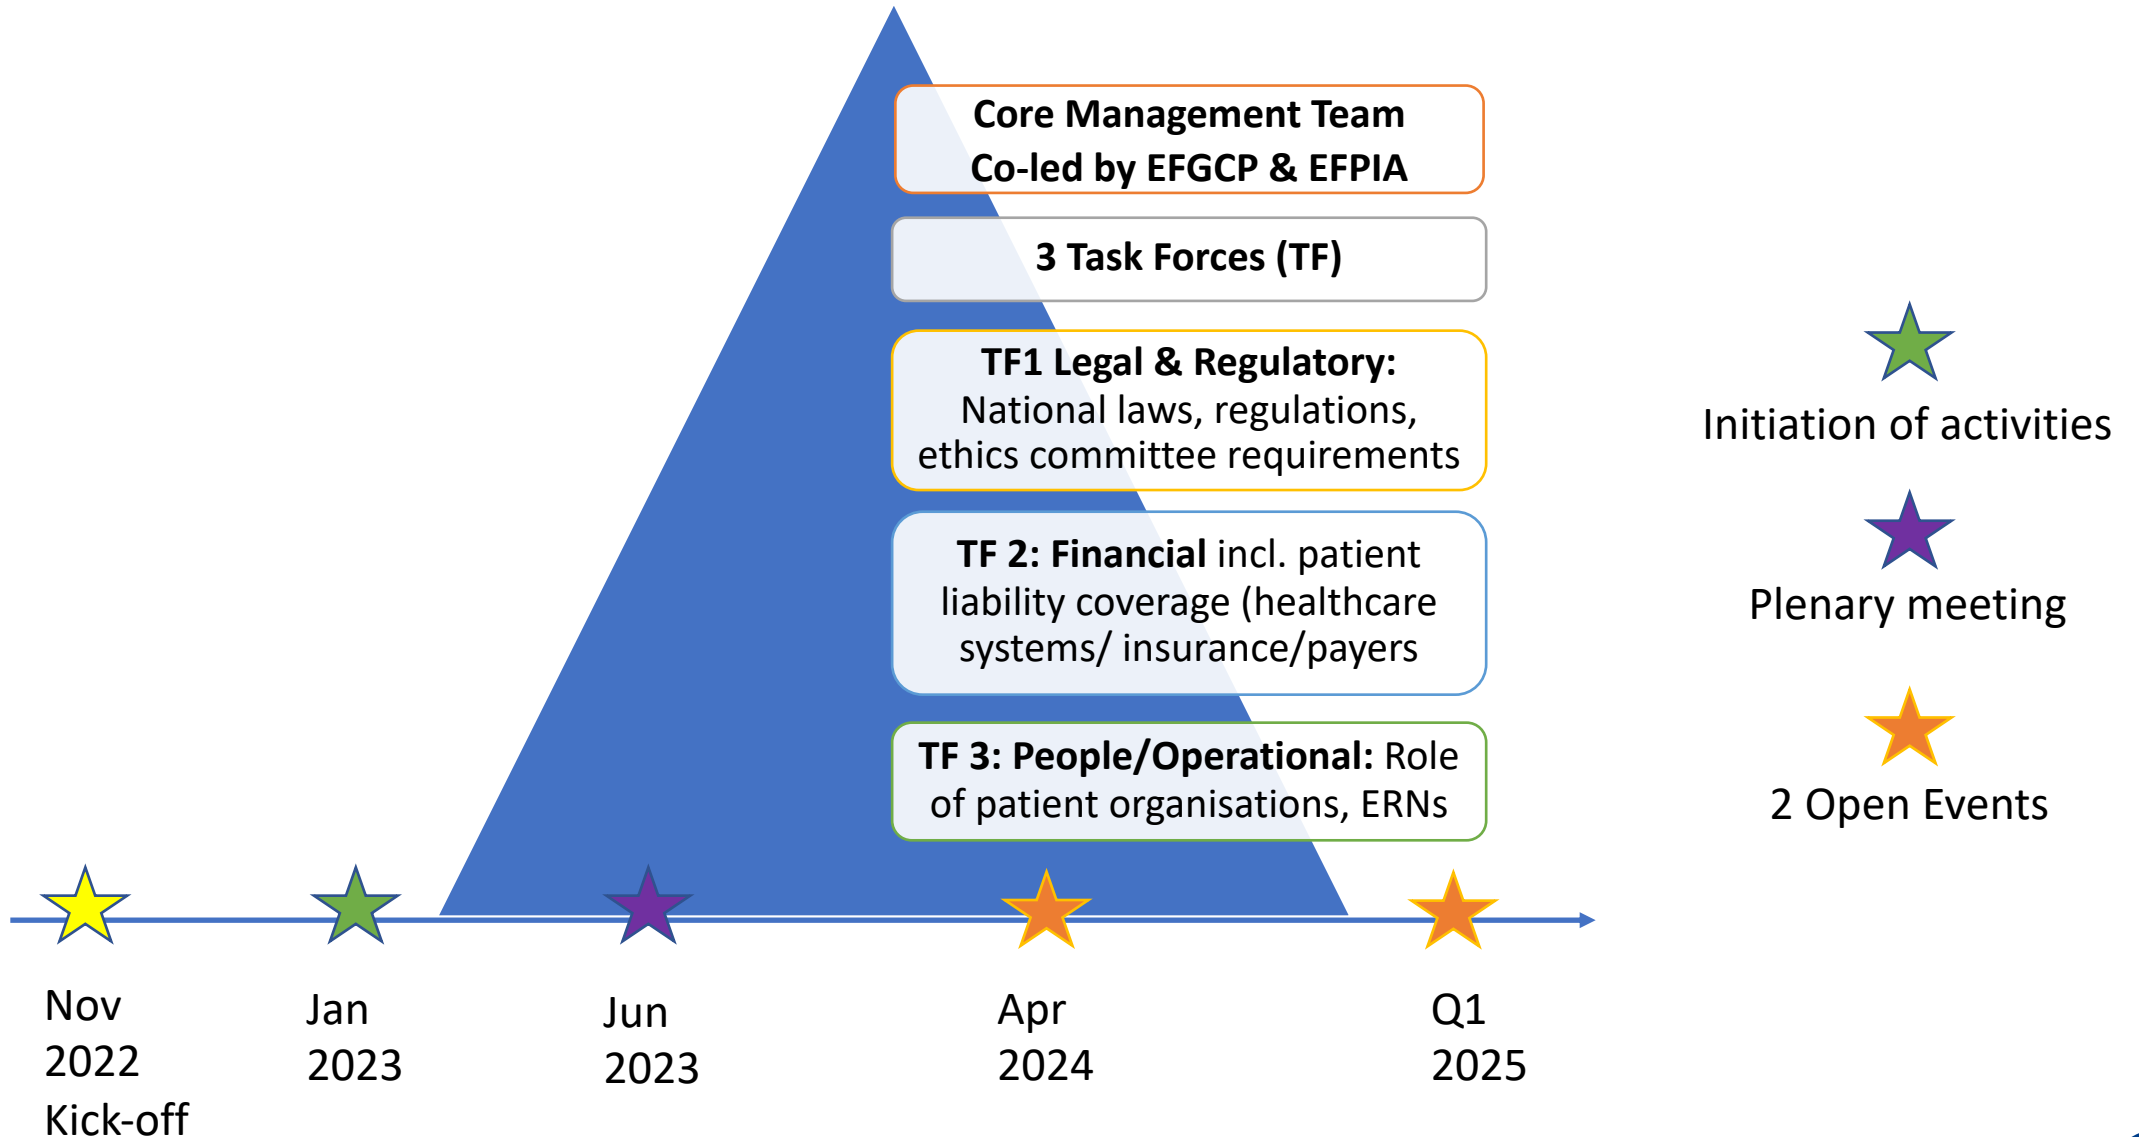 Core Management Team
Co-led by EFGCP & EFPIA
3 Task Forces (TF)
TF1 Legal & Regulatory:
National laws, regulations,
ethics committee requirements
TF 2: Financial incl. patient
liability coverage (healthcare
systems/ insurance/payers
TF 3: People/Operational: Role
of patient organisations, ERNs
Initiation of activities
Plenary meeting
2 Open Events
Nov
2022
Kick-off
Jan
2023
Jun
2023
Apr
2024
Q1
2025